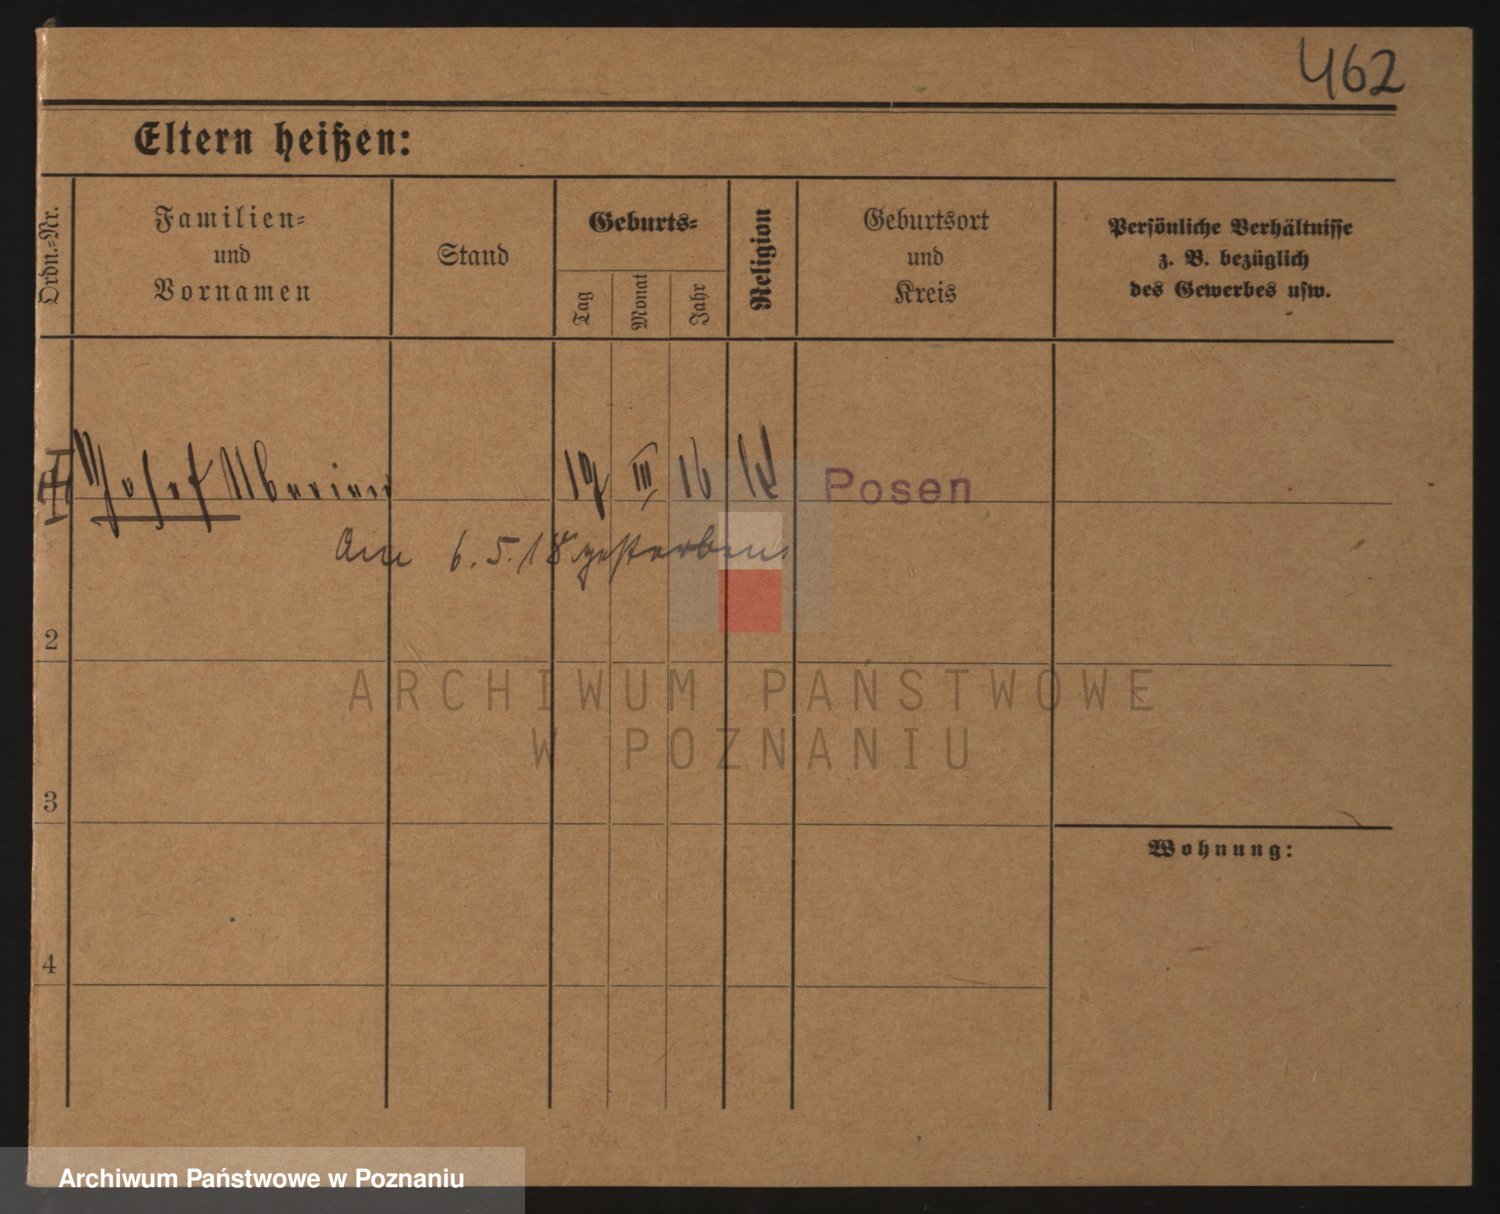 462
Eltern heißen:
Ordn.=Nr.
Familien=
und
Vornamen
Stand
Geburts=
Tag
Monat
Jahr
Religion
Geburtsort
und
Kreis
Persönliche Verhältnisse
z. B. bezüglich
des Gewerbes usw.
Josef 19 III 16 K Posen
Am 6.5.18 gestorben
2
3
4
Wohnung:
ARCHIWUM PAŃSTWOWE
W POZNANIU
Archiwum Państwowe w Poznaniu